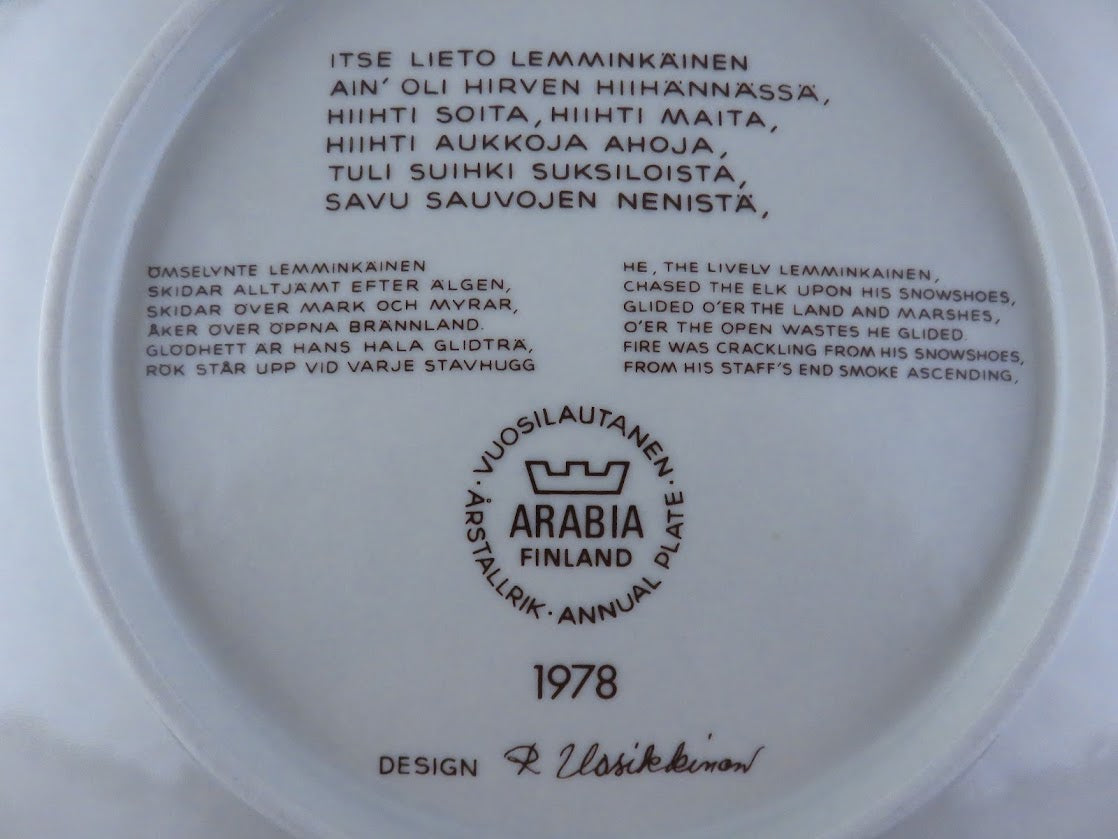 ITSE LIETO LEMMINKÄINEN
AIN' OLI HIRVEN HIIHÄNNÄSSÄ,
HIIHTI SOITA, HIIHTI MAITA,
HIIHTI AUKKOJA AHOJA,
TULI SUIHKI SUKSILOISTA,
SAVU SAUVOJEN NENISTÄ,
ÖMSELYNTE LEMMINKÄINEN
SKIDAR ALLTJÄMT EFTER ÄLGEN,
SKIDAR ÖVER MARK OCH MYRAR,
ÅKER ÖVER ÖPPNA BRÄNNLAND.
GLÖDHETT ÄR HANS HALA GLIDTRÄ,
RÖK STÅR UPP VID VARJE STAVHUGG
HE, THE LIVELY LEMMINKAINEN,
CHASED THE ELK UPON HIS SNOWSHOES,
GLIDED O'ER THE LAND AND MARSHES,
O'ER THE OPEN WASTES HE GLIDED.
FIRE WAS CRACKLING FROM HIS SNOWSHOES,
FROM HIS STAFF'S END SMOKE ASCENDING,
VUOSILAUTANEN · ANNUAL PLATE · ÅRSTALLRIK ·
ARABIA
FINLAND
1978
DESIGN R Uosikkinen